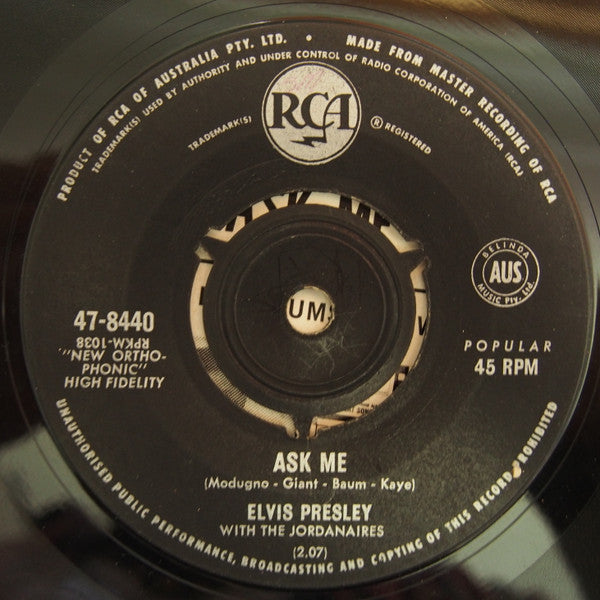 PRODUCT OF RCA OF AUSTRALIA PTY. LTD. • MADE FROM MASTER RECORDING OF RCA
TRADEMARK(S) USED BY AUTHORITY AND UNDER CONTROL OF RADIO CORPORATION OF AMERICA (RCA)
RCA
TRADEMARK(S) ® REGISTERED
BELINDA
AUS
MUSIC PTY. LTD
UM
47-8440
RPKM-1038
"NEW ORTHO-
PHONIC"
HIGH FIDELITY
POPULAR
45 RPM
ASK ME
(Modugno - Giant - Baum - Kaye)
ELVIS PRESLEY
WITH THE JORDANAIRES
(2.07)
UNAUTHORISED PUBLIC PERFORMANCE, BROADCASTING AND COPYING OF THIS RECORD PROHIBITED